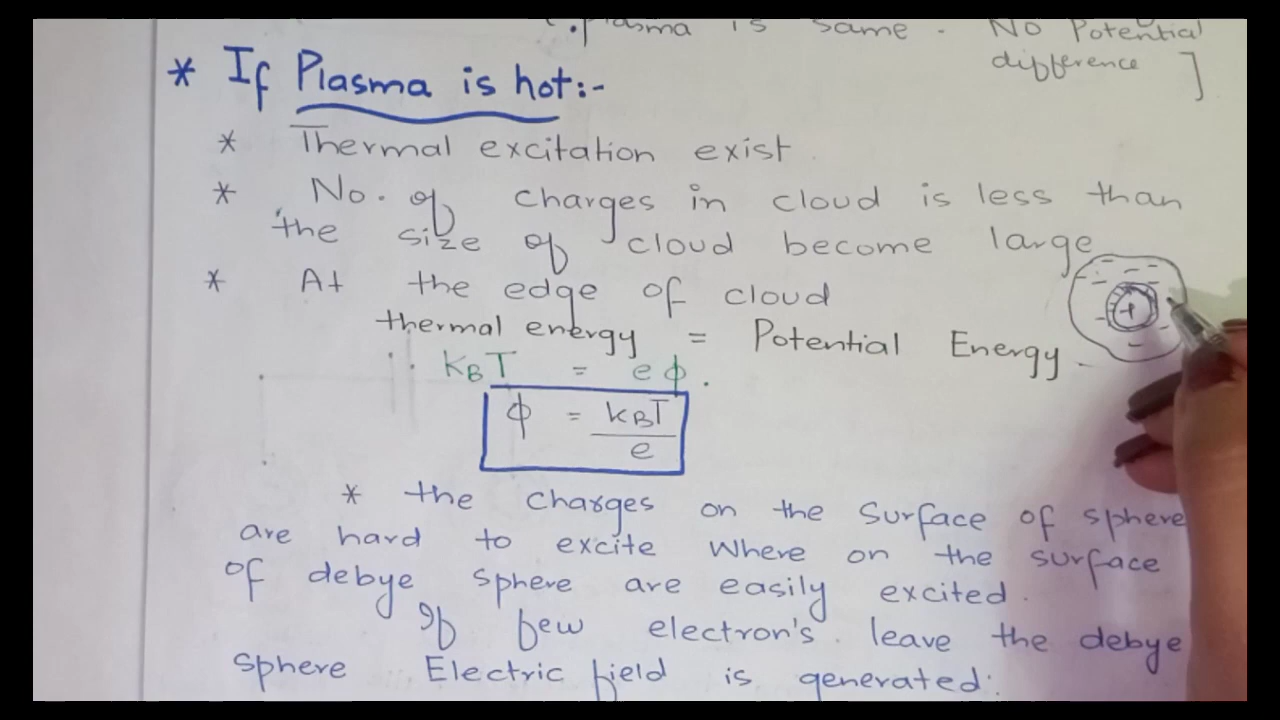 plasma is same. No Potential
difference ]
* If Plasma is hot:-
* Thermal excitation exist.
* No. of charges in cloud is less than
the size of cloud become large
* At the edge of cloud
thermal energy = Potential Energy.
KBT = eϕ.
ϕ = KBT
e
* the charges on the surface of sphere
are hard to excite where on the surface
of debye sphere are easily excited.
If few electron's leave the debye
sphere Electric field is generated.